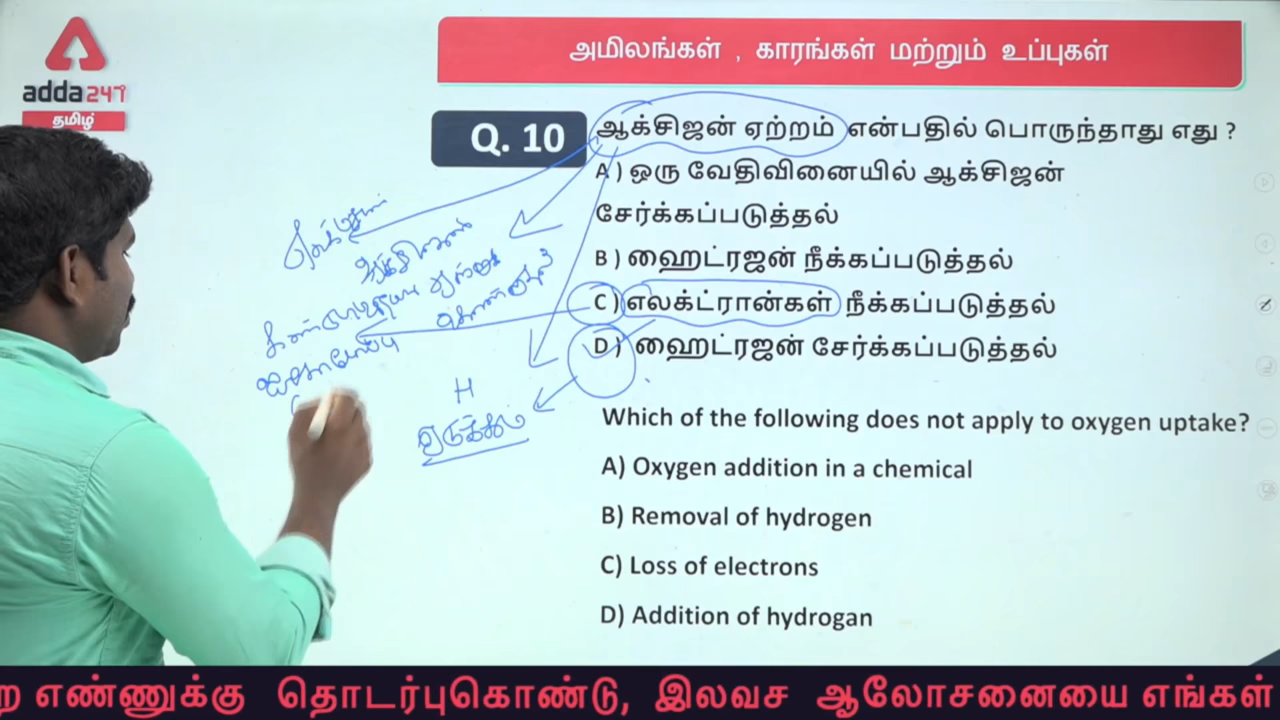 adda247
தமிழ்
அமிலங்கள் , காரங்கள் மற்றும் உப்புகள்
Q. 10
ஆக்சிஜன் ஏற்றம் என்பதில் பொருந்தாது எது ?
A ) ஒரு வேதிவினையில் ஆக்சிஜன்
சேர்க்கப்படுத்தல்
B ) ஹைட்ரஜன் நீக்கப்படுத்தல்
C ) எலக்ட்ரான்கள் நீக்கப்படுத்தல்
D ) ஹைட்ரஜன் சேர்க்கப்படுத்தல்
H
ஒடுக்கம்
Which of the following does not apply to oxygen uptake?
A) Oxygen addition in a chemical
B) Removal of hydrogen
C) Loss of electrons
D) Addition of hydrogan
ற எண்ணுக்கு தொடர்புகொண்டு, இலவச ஆலோசனையை எங்கள்